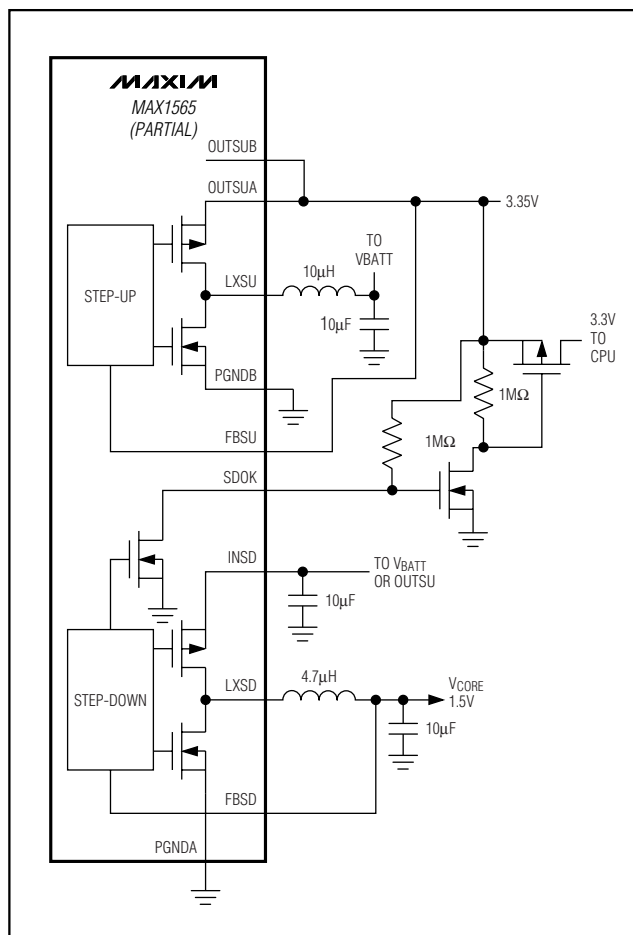 MAXIM
MAX1565
(PARTIAL)
OUTSUB
OUTSUA
3.35V
TO
VBATT
STEP-UP
LXSU
10µH
10µF
3.3V
TO
CPU
PGNDB
1MΩ
FBSU
1MΩ
SDOK
INSD
TO VBATT
OR OUTSU
10µF
STEP-DOWN
LXSD
4.7µH
VCORE
1.5V
10µF
FBSD
PGNDA